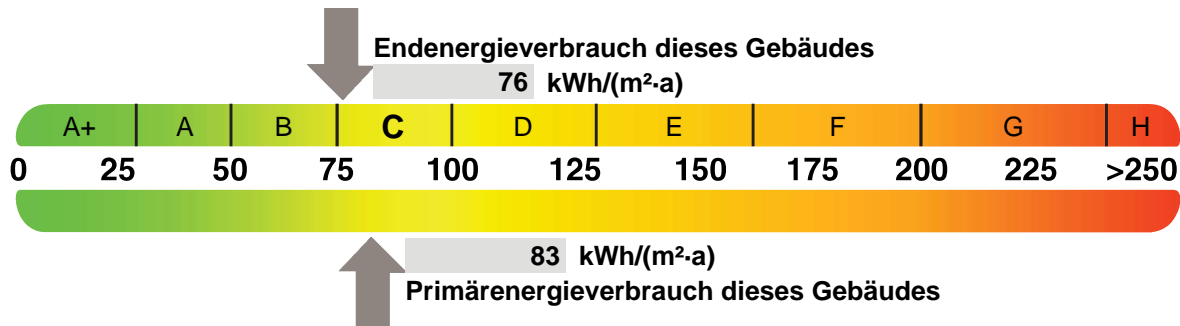 Endenergieverbrauch dieses Gebäudes
76 kWh/(m²·a)
A+ A B C D E F G H
0 25 50 75 100 125 150 175 200 225 >250
83 kWh/(m²·a)
Primärenergieverbrauch dieses Gebäudes